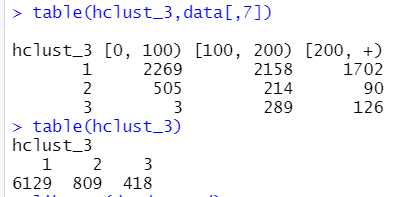 > table(hclust_3,data[,7])
hclust_3 [0, 100) [100, 200) [200, +)
1 2269 2158 1702
2 505 214 90
3 3 289 126
> table(hclust_3)
hclust_3
1 2 3
6129 809 418